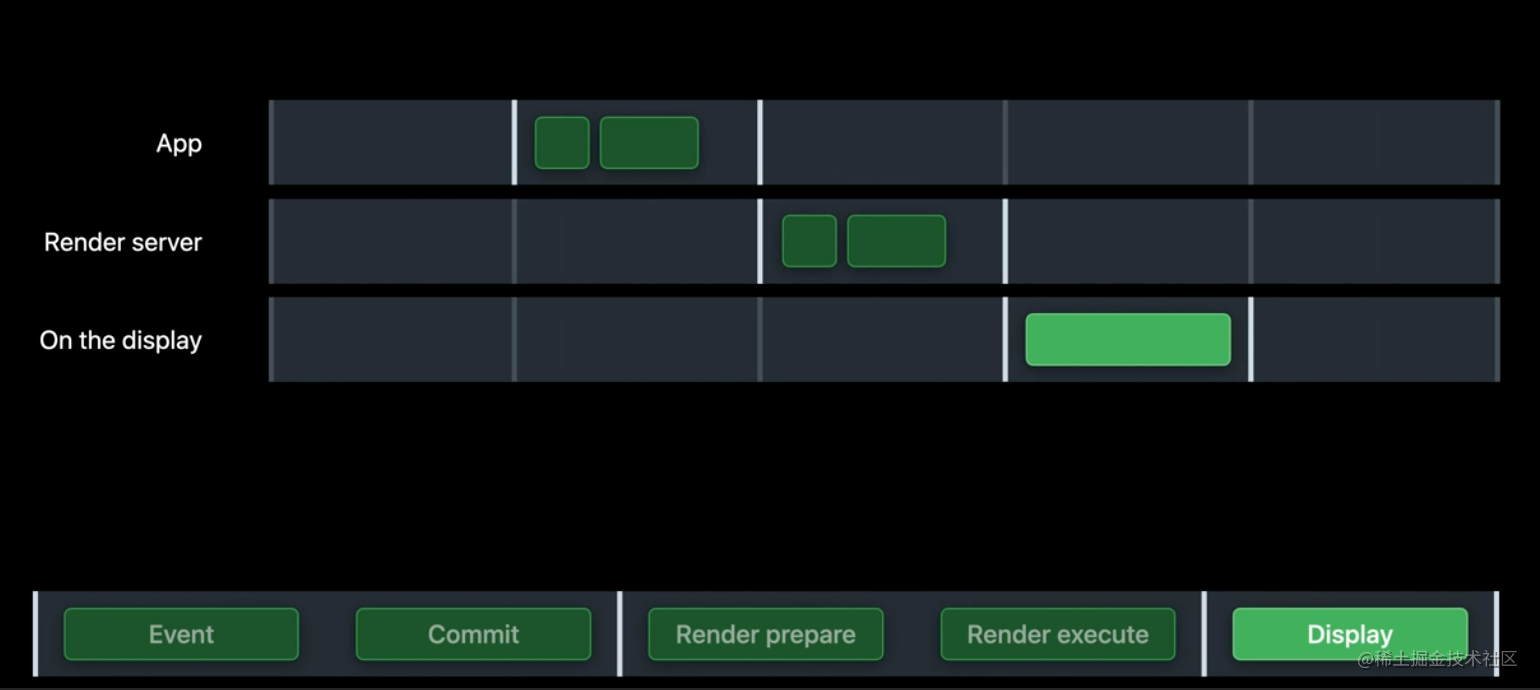 App
Render server
On the display
Event Commit Render prepare Render execute Display
@稀土掘金技术社区